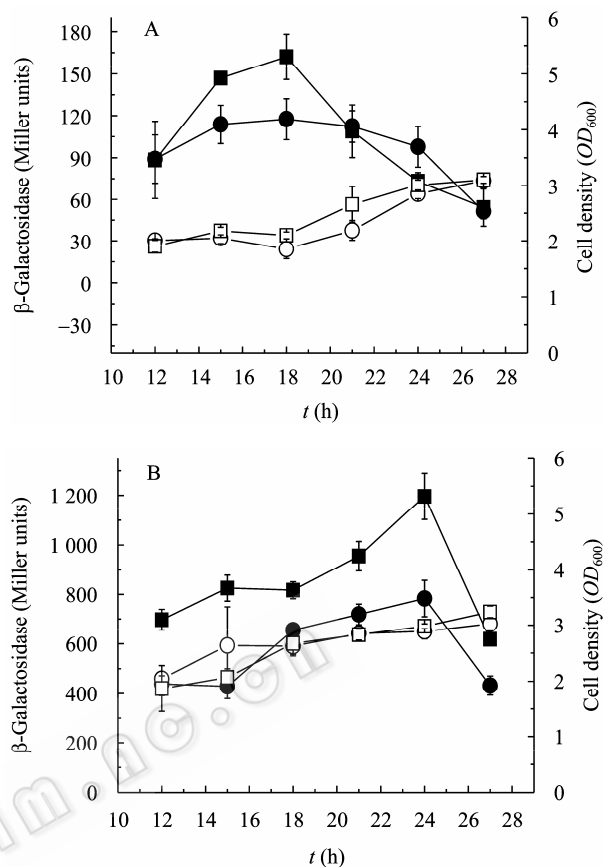 A
180
150
120
90
60
30
0
–30
β-Galactosidase (Miller units)
6
5
4
3
2
1
0
Cell density (OD600)
10 12 14 16 18 20 22 24 26 28
t (h)
B
1 200
1 000
800
600
400
200
0
β-Galactosidase (Miller units)
6
5
4
3
2
1
0
Cell density (OD600)
10 12 14 16 18 20 22 24 26 28
t (h)
im.ac.cn